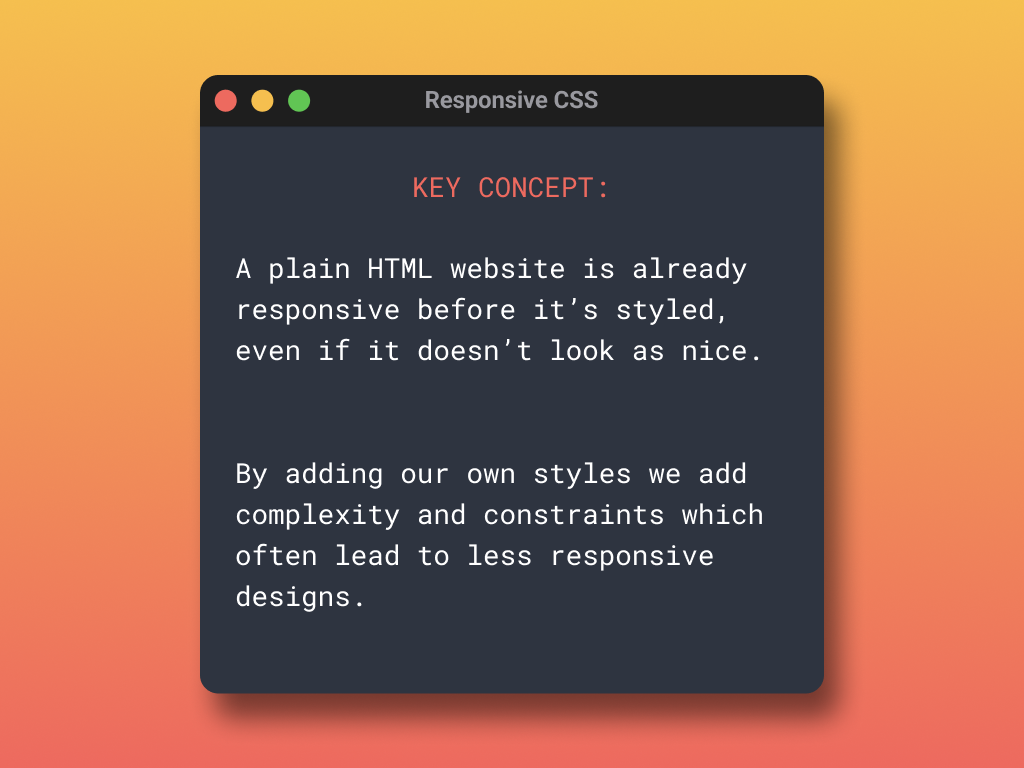 Responsive CSS
KEY CONCEPT:
A plain HTML website is already
responsive before it’s styled,
even if it doesn’t look as nice.
By adding our own styles we add
complexity and constraints which
often lead to less responsive
designs.